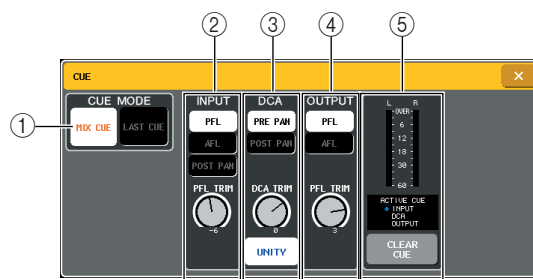 ② ③ ④ ⑤
①
CUE
×
CUE MODE
MIX CUE
LAST CUE
INPUT
PFL
AFL
POST PAN
PFL TRIM
-6
DCA
PRE PAN
POST PAN
DCA TRIM
0
UNITY
OUTPUT
PFL
AFL
PFL TRIM
3
L R
-OVER-
- 6 -
- 12 -
- 18 -
- 30 -
- 60 -
ACTIVE CUE
INPUT
DCA
OUTPUT
CLEAR
CUE